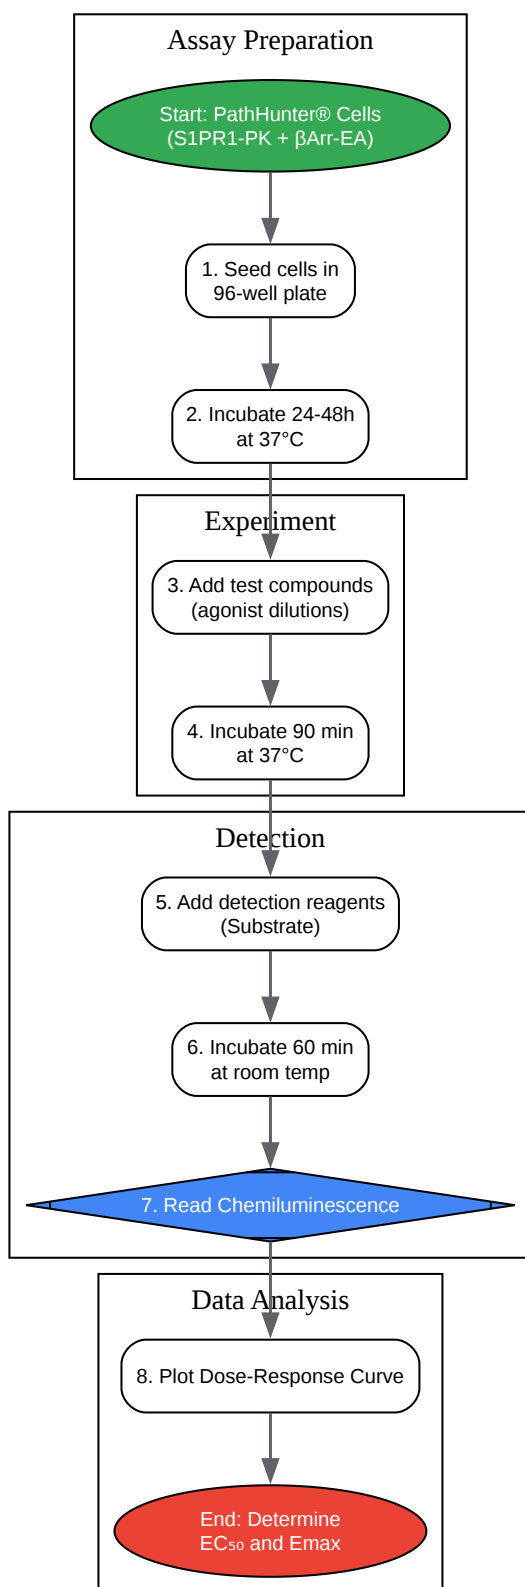 Assay Preparation
Start: PathHunter® Cells
(S1PR1-PK + βArr-EA)
1. Seed cells in
96-well plate
2. Incubate 24-48h
at 37°C
Experiment
3. Add test compounds
(agonist dilutions)
4. Incubate 90 min
at 37°C
Detection
5. Add detection reagents
(Substrate)
6. Incubate 60 min
at room temp
7. Read Chemiluminescence
Data Analysis
8. Plot Dose-Response Curve
End: Determine
EC₅₀ and Emax